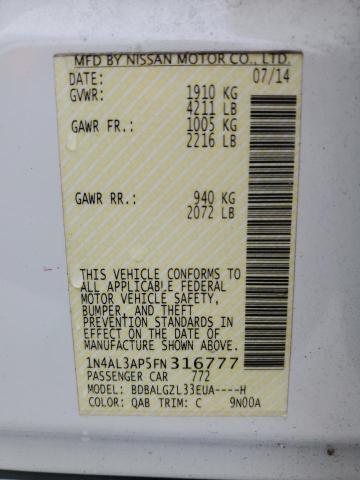 MFD BY NISSAN MOTOR CO., LTD.
DATE: 07/14
GVWR: 1910 KG
4211 LB
GAWR FR.: 1005 KG
2216 LB
GAWR RR.: 940 KG
2072 LB
THIS VEHICLE CONFORMS TO
ALL APPLICABLE FEDERAL
MOTOR VEHICLE SAFETY,
BUMPER, AND THEFT
PREVENTION STANDARDS IN
EFFECT ON THE DATE OF
MANUFACTURE SHOWN ABOVE.
1N4AL3AP5FN316777
PASSENGER CAR 772
MODEL: BDBALGZL33EUA----H
COLOR: QAB TRIM: C 9N00A